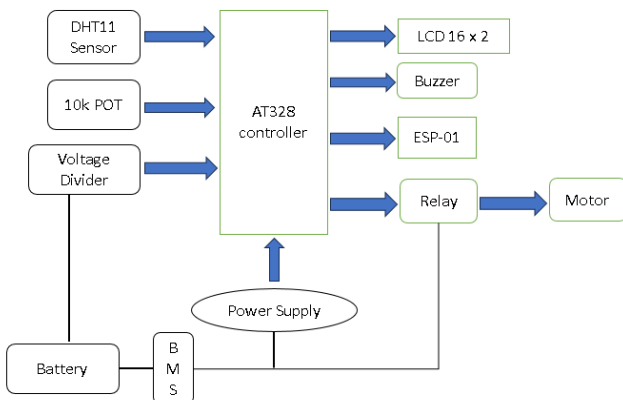 DHT11
Sensor
LCD 16 x 2
Buzzer
10k POT
AT328
controller
ESP-01
Voltage
Divider
Relay
Motor
Power Supply
Battery
B
M
S